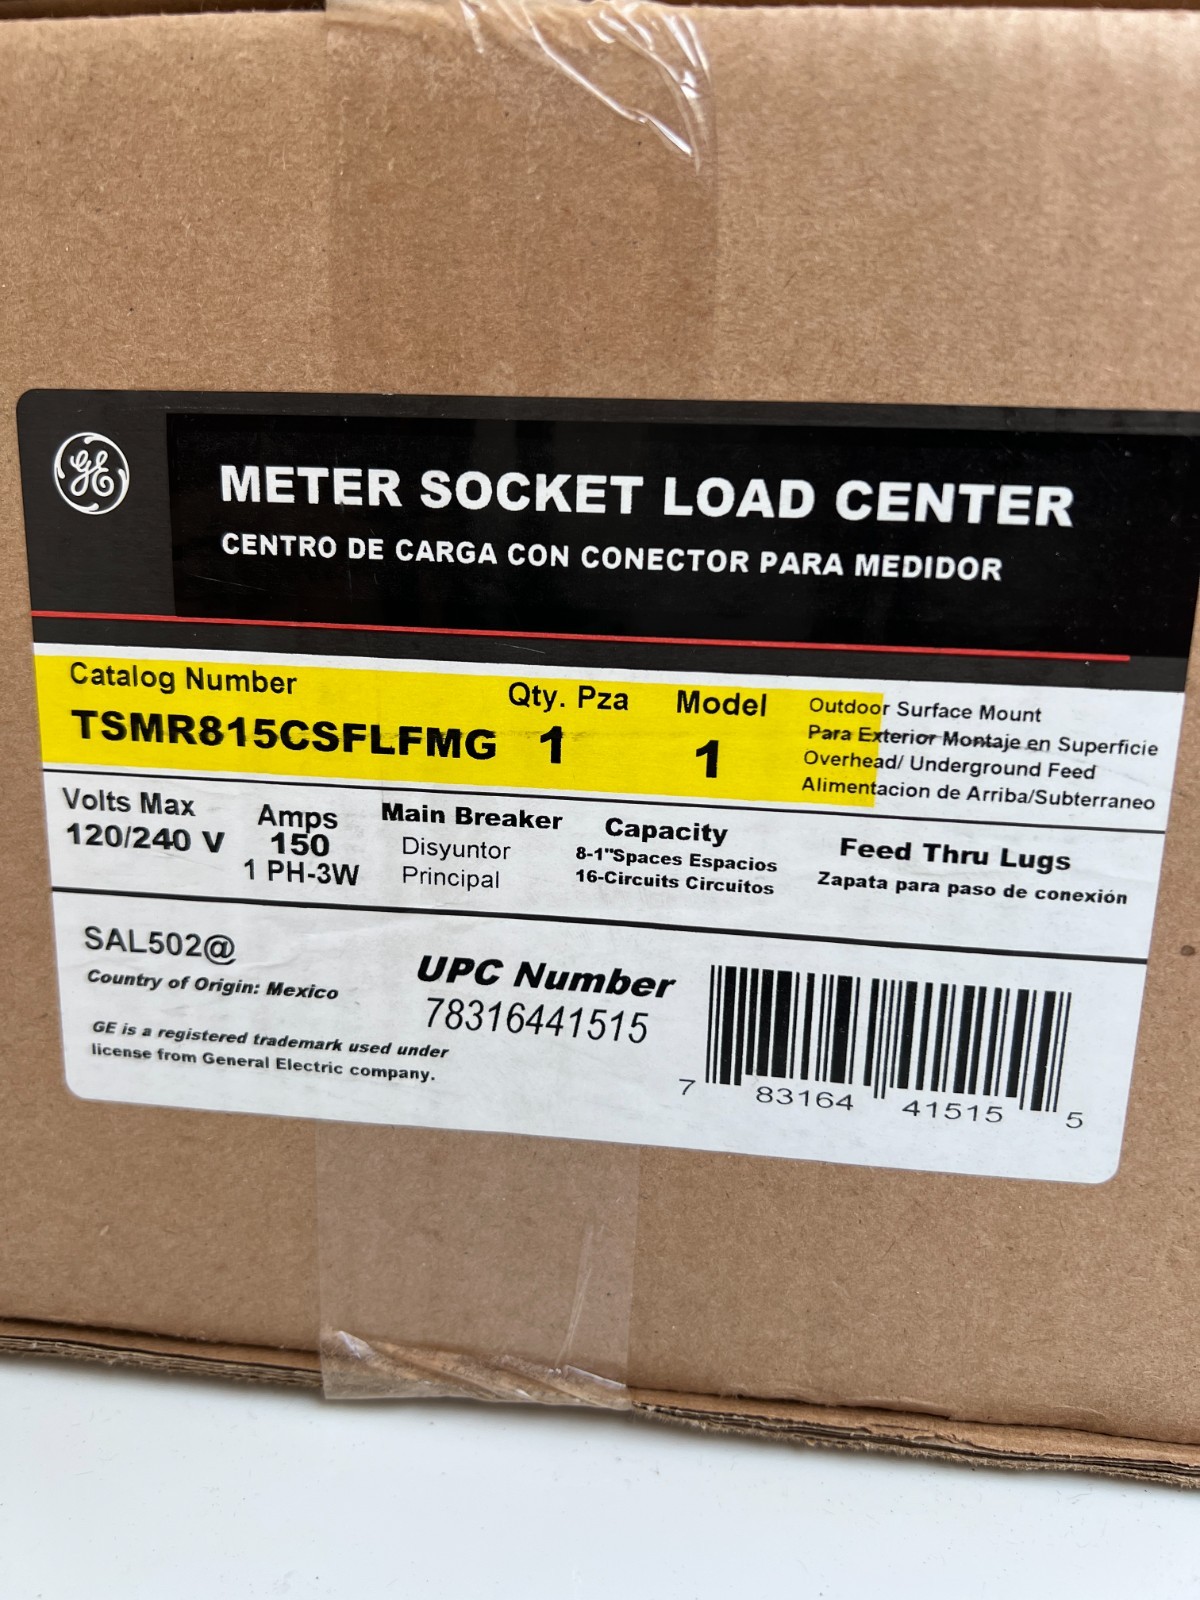 GE
METER SOCKET LOAD CENTER
CENTRO DE CARGA CON CONECTOR PARA MEDIDOR
Catalog Number
TSMR815CSFLFMG
Qty. Pza
1
Model
1
Outdoor Surface Mount
Para Exterior Montaje en Superficie
Overhead/ Underground Feed
Alimentacion de Arriba/Subterraneo
Volts Max
120/240 V
Amps
150
1 PH-3W
Main Breaker
Disyuntor
Principal
Capacity
8-1"Spaces Espacios
16-Circuits Circuitos
Feed Thru Lugs
Zapata para paso de conexión
SAL502@
Country of Origin: Mexico
GE is a registered trademark used under
license from General Electric company.
UPC Number
78316441515
7 83164 41515 5